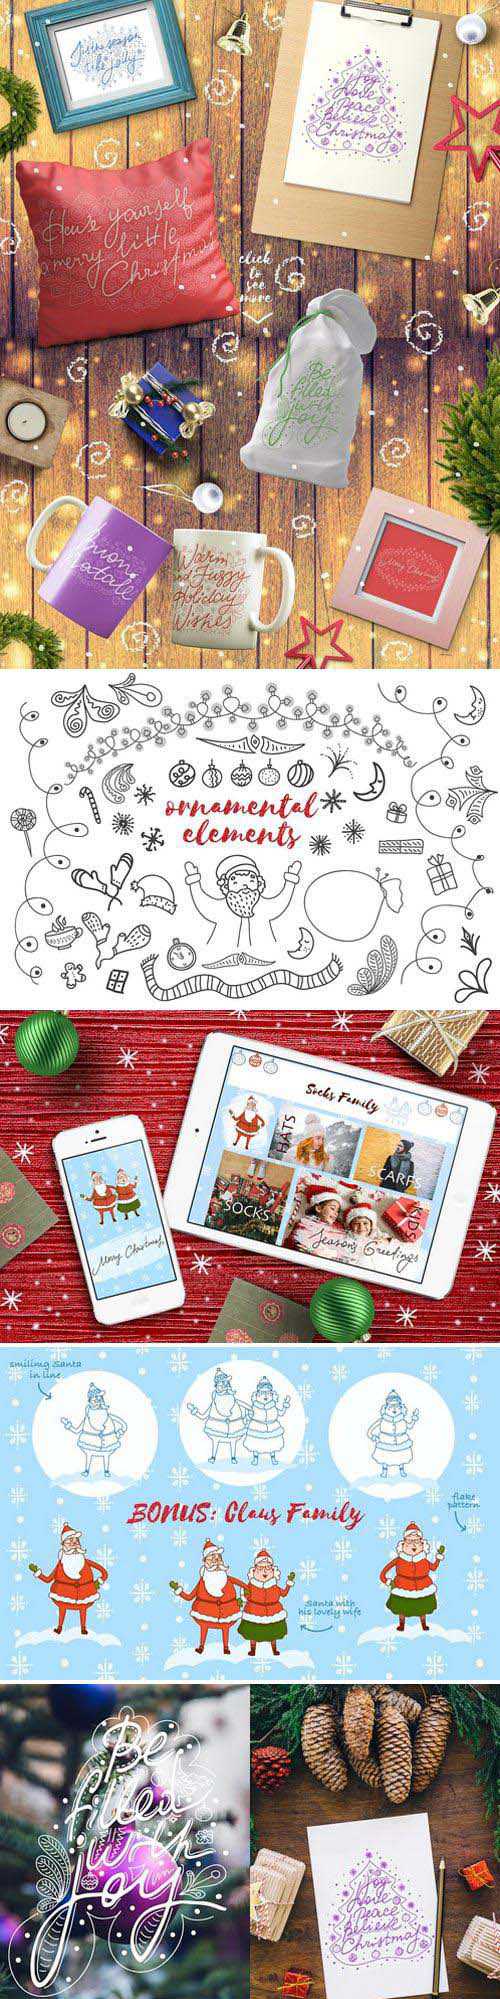 Tis the season
to be jolly
Joy
Love
Peace
Believe
Christmas
Have yourself
a merry little
Christmas
click
to
see
more
Be
filled
with
joy
Warm
and Fuzzy
Holiday
Wishes
Merry Christmas
ornamental
elements
Socks Family
HATS
SCARFS
SOCKS
KIDS
Season's Greetings
Merry Christmas
smiling Santa
in line
BONUS: Claus Family
flake
pattern
Santa with
his lovely wife
Be
filled
with
joy
Joy
Love
Peace
Believe
Christmas